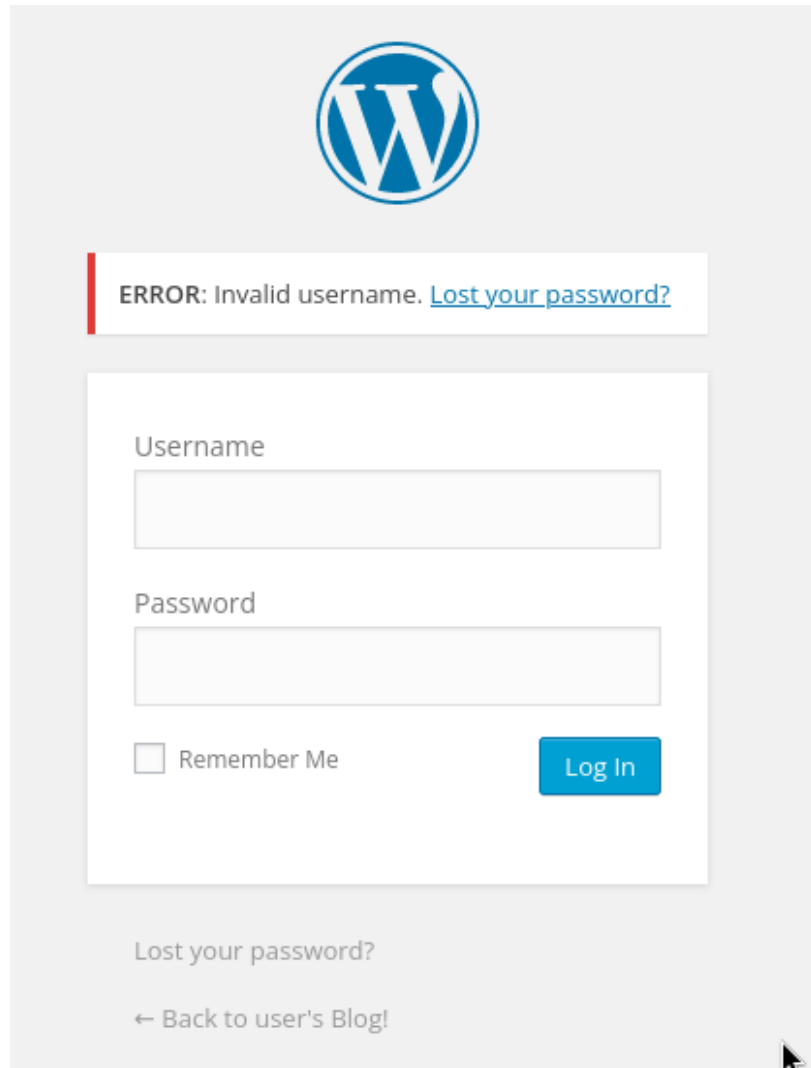 ERROR: Invalid username. Lost your password?
Username
Password
Remember Me
Log In
Lost your password?
← Back to user's Blog!